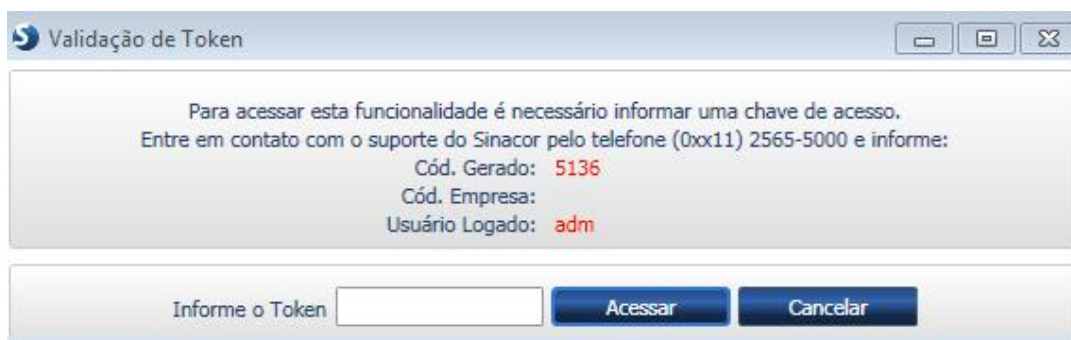 Validação de Token
Para acessar esta funcionalidade é necessário informar uma chave de acesso.
Entre em contato com o suporte do Sinacor pelo telefone (0xx11) 2565-5000 e informe:
Cód. Gerado: 5136
Cód. Empresa:
Usuário Logado: adm
Informe o Token Acessar Cancelar